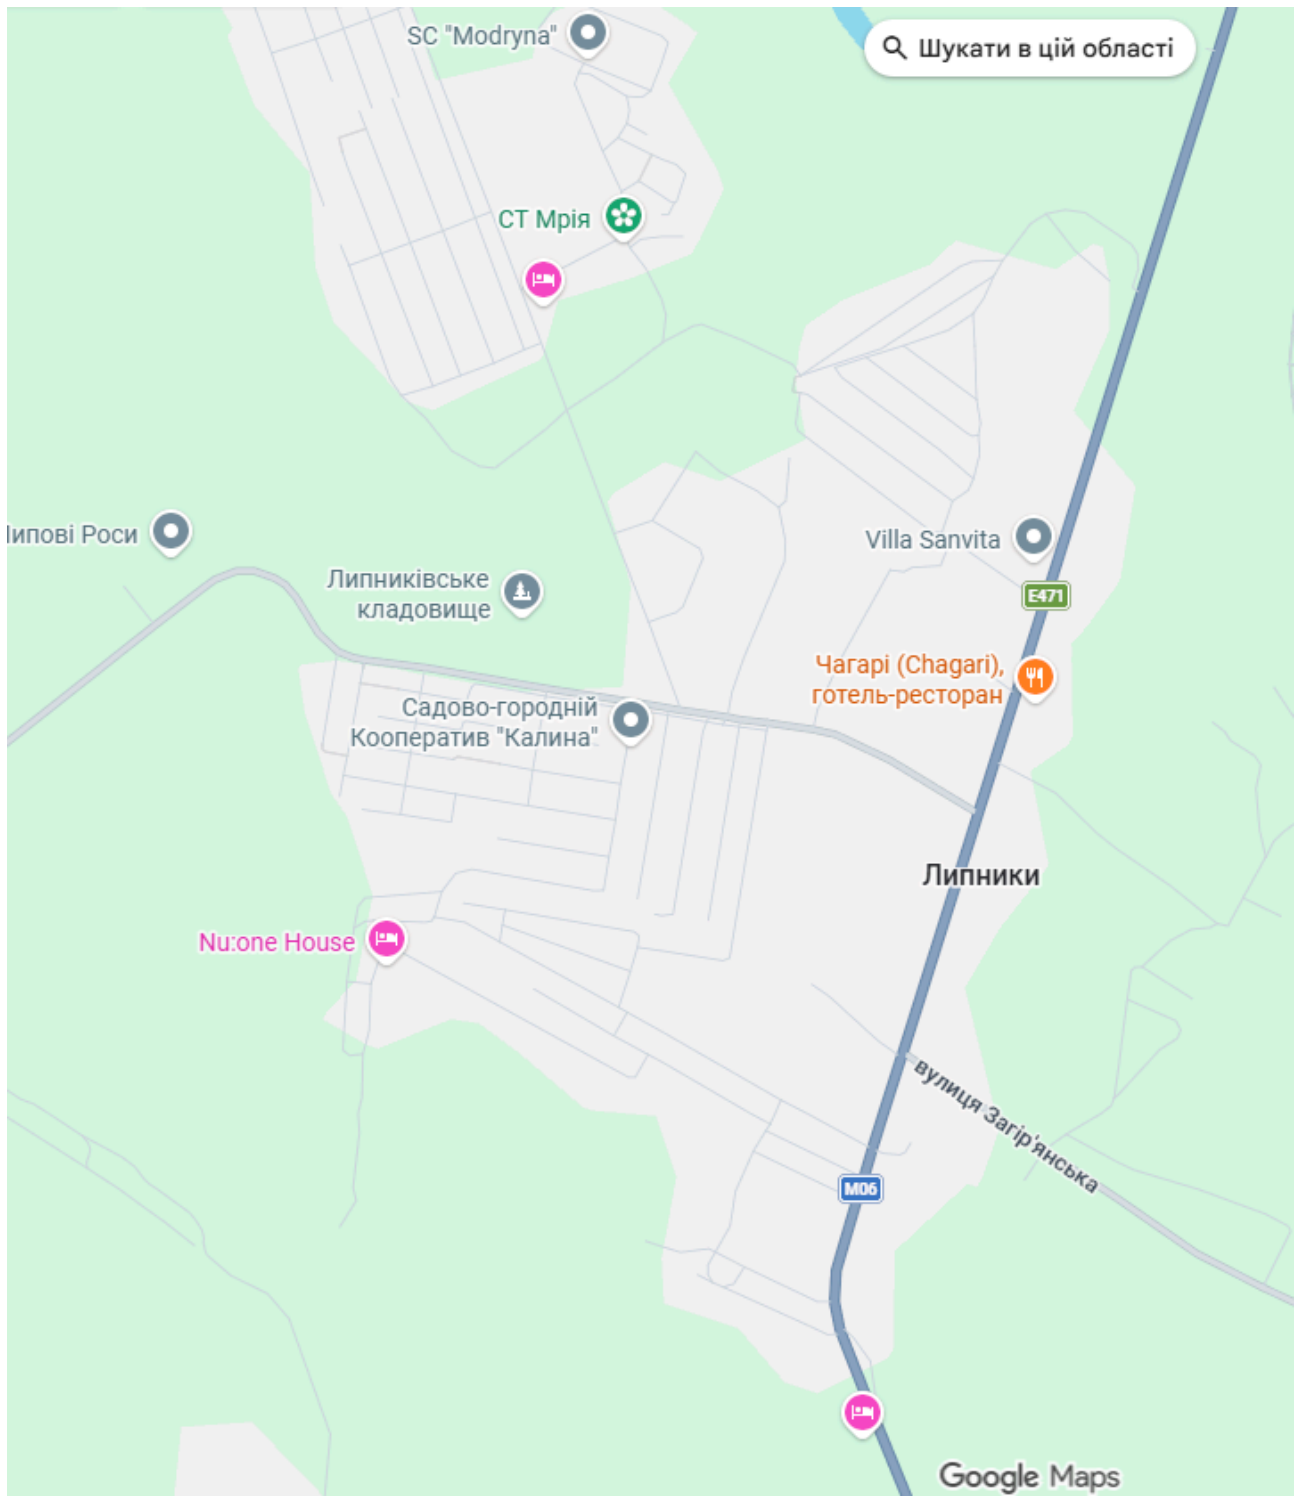 SC "Modryna"
Шукати в цій області
СТ Мрія
Липові Роси
Villa Sanvita
Липниківське
кладовище
E471
Чагарі (Chagari),
готель-ресторан
Садово-городній
Кооператив "Калина"
Липники
Nu:one House
вулиця Загір'янська
M06
Google Maps